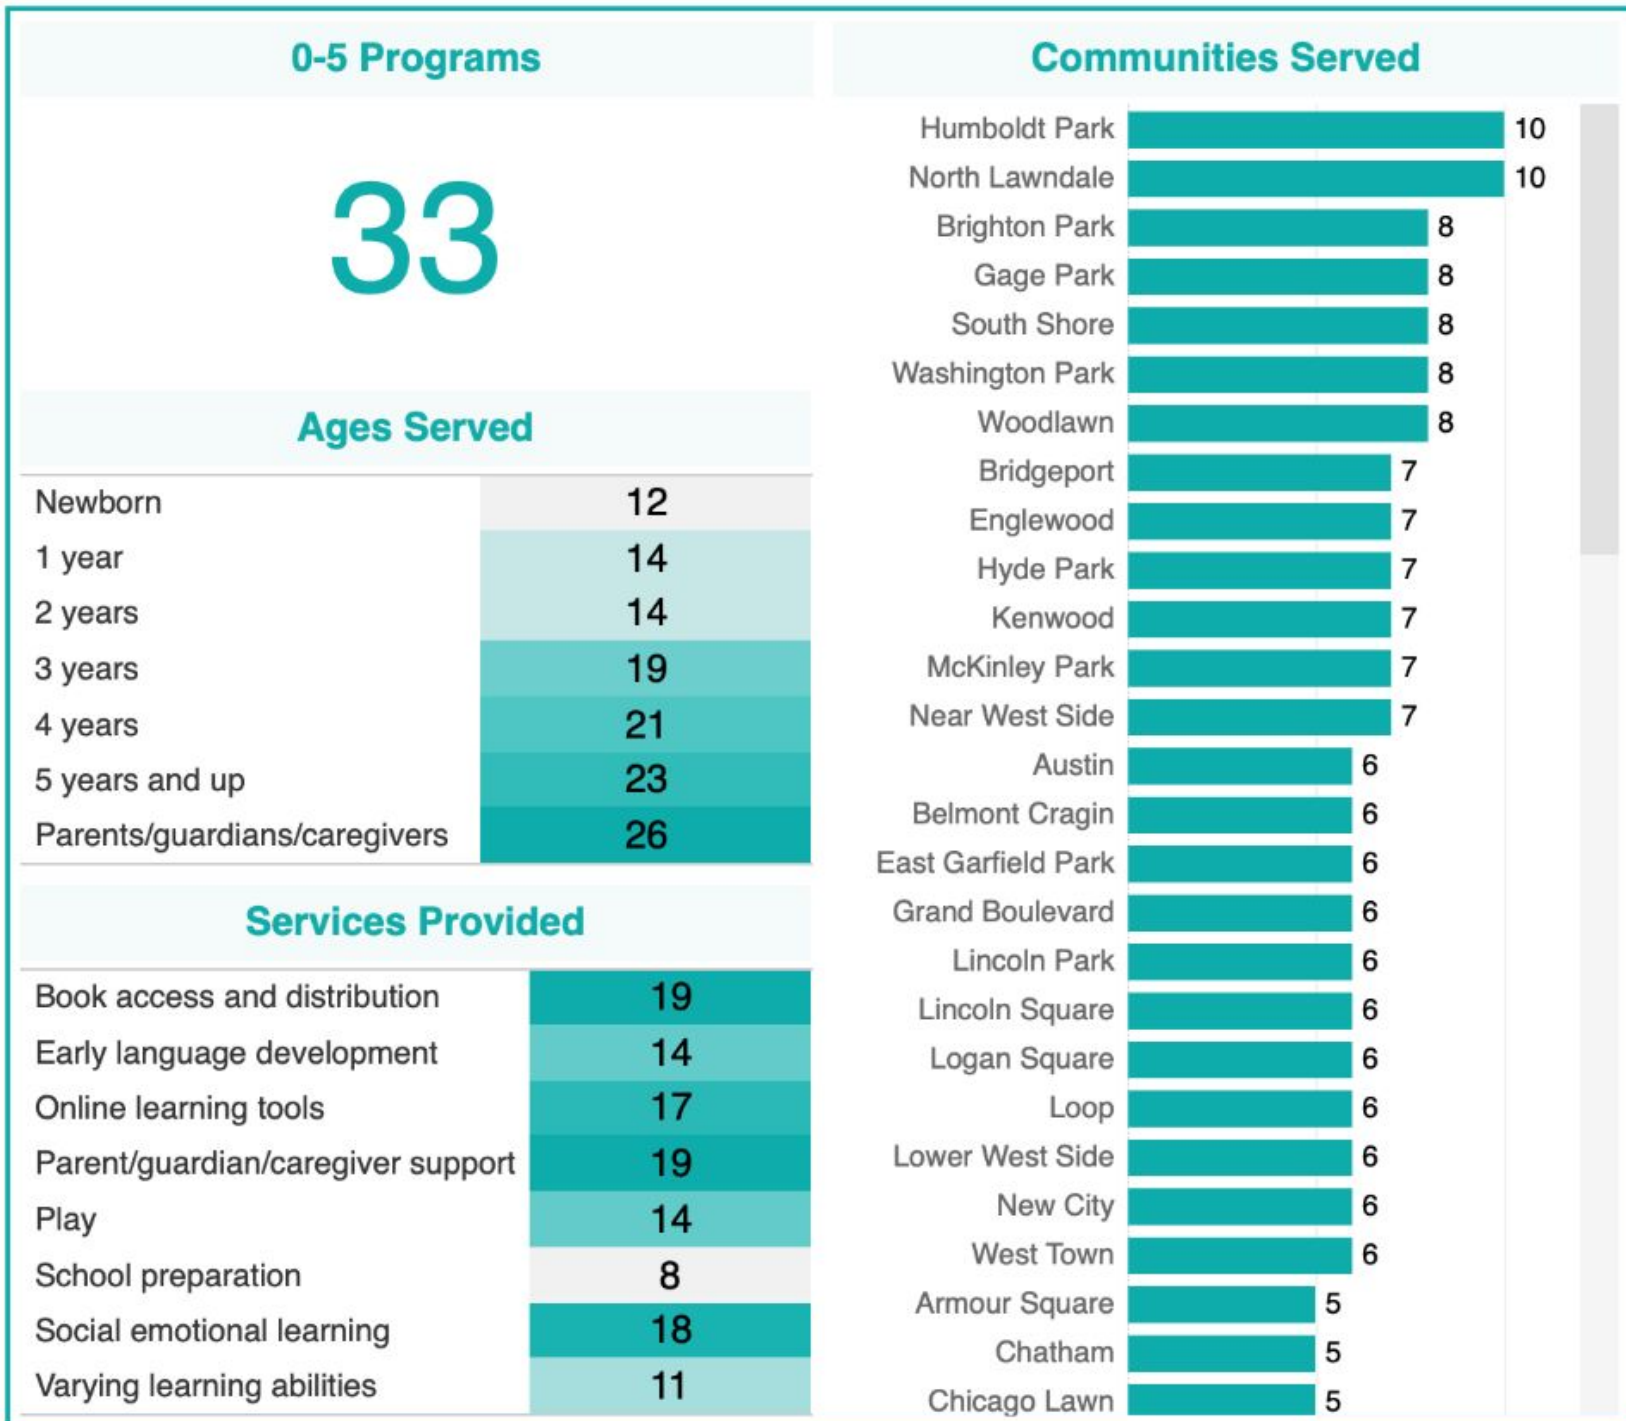 0-5 Programs
33
Ages Served
Newborn 12
1 year 14
2 years 14
3 years 19
4 years 21
5 years and up 23
Parents/guardians/caregivers 26
Services Provided
Book access and distribution 19
Early language development 14
Online learning tools 17
Parent/guardian/caregiver support 19
Play 14
School preparation 8
Social emotional learning 18
Varying learning abilities 11
Communities Served
Humboldt Park 10
North Lawndale 10
Brighton Park 8
Gage Park 8
South Shore 8
Washington Park 8
Woodlawn 8
Bridgeport 7
Englewood 7
Hyde Park 7
Kenwood 7
McKinley Park 7
Near West Side 7
Austin 6
Belmont Cragin 6
East Garfield Park 6
Grand Boulevard 6
Lincoln Park 6
Lincoln Square 6
Logan Square 6
Loop 6
Lower West Side 6
New City 6
West Town 6
Armour Square 5
Chatham 5
Chicago Lawn 5